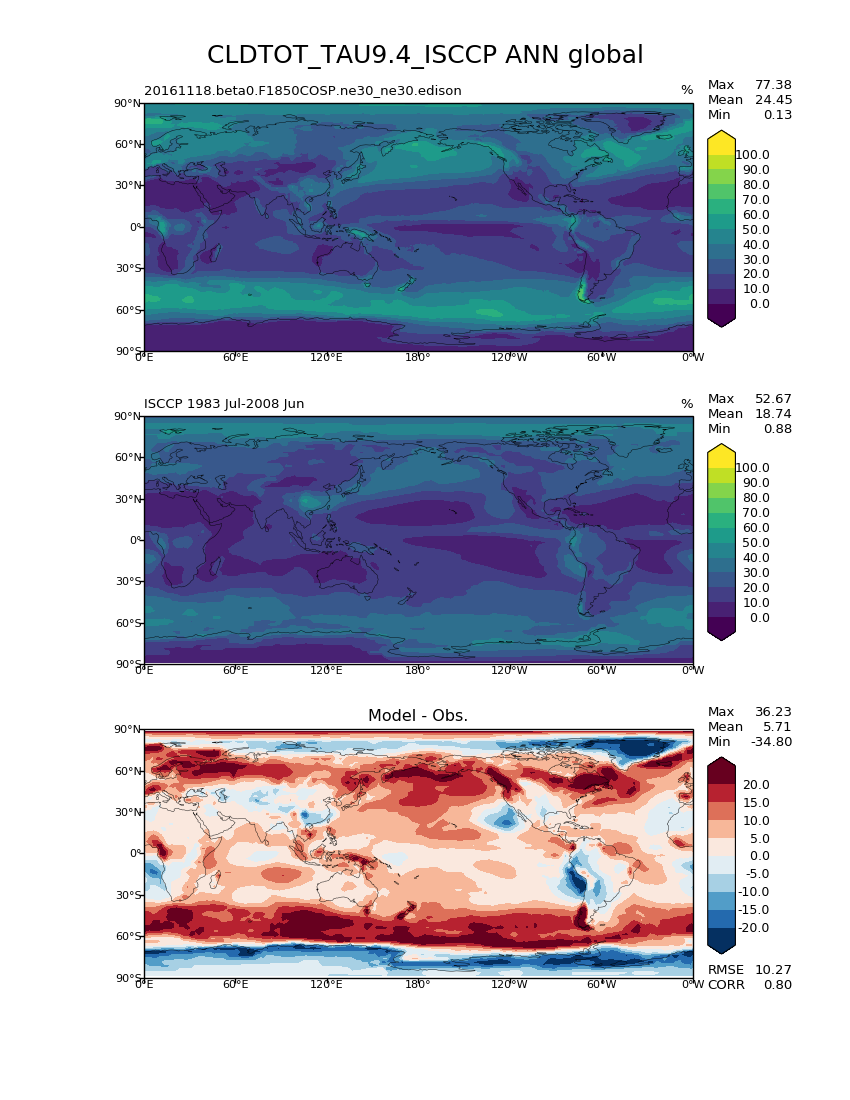 CLDTOT_TAU9.4_ISCCP ANN global
20161118.beta0.F1850COSP.ne30_ne30.edison
%
Max 77.38
Mean 24.45
Min 0.13
90°N
60°N
30°N
0°
30°S
60°S
90°S
0°E 60°E 120°E 180° 120°W 60°W 0°W
100.0
90.0
80.0
70.0
60.0
50.0
40.0
30.0
20.0
10.0
0.0
ISCCP 1983 Jul-2008 Jun
%
Max 52.67
Mean 18.74
Min 0.88
90°N
60°N
30°N
0°
30°S
60°S
90°S
0°E 60°E 120°E 180° 120°W 60°W 0°W
100.0
90.0
80.0
70.0
60.0
50.0
40.0
30.0
20.0
10.0
0.0
Model - Obs.
Max 36.23
Mean 5.71
Min -34.80
90°N
60°N
30°N
0°
30°S
60°S
90°S
0°E 60°E 120°E 180° 120°W 60°W 0°W
20.0
15.0
10.0
5.0
0.0
-5.0
-10.0
-15.0
-20.0
RMSE 10.27
CORR 0.80